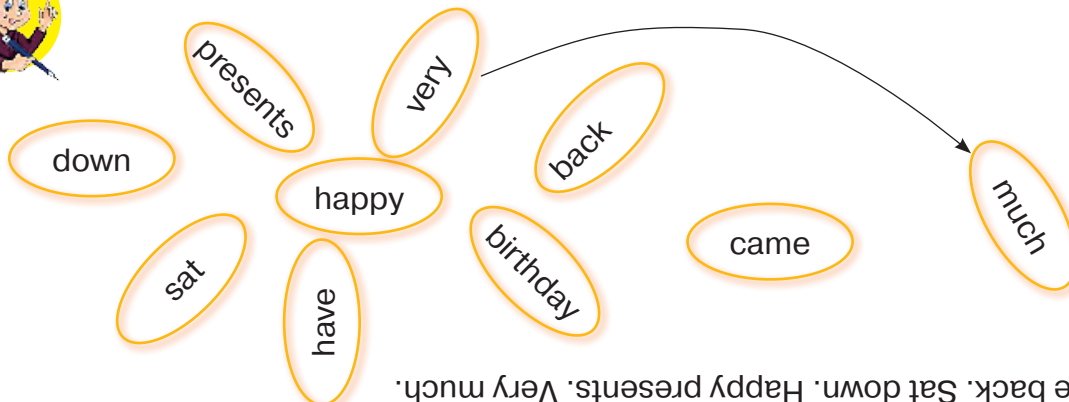 presents
very
back
down
happy
much
birthday
came
sat
have
back. Sat down. Happy presents. Very much.